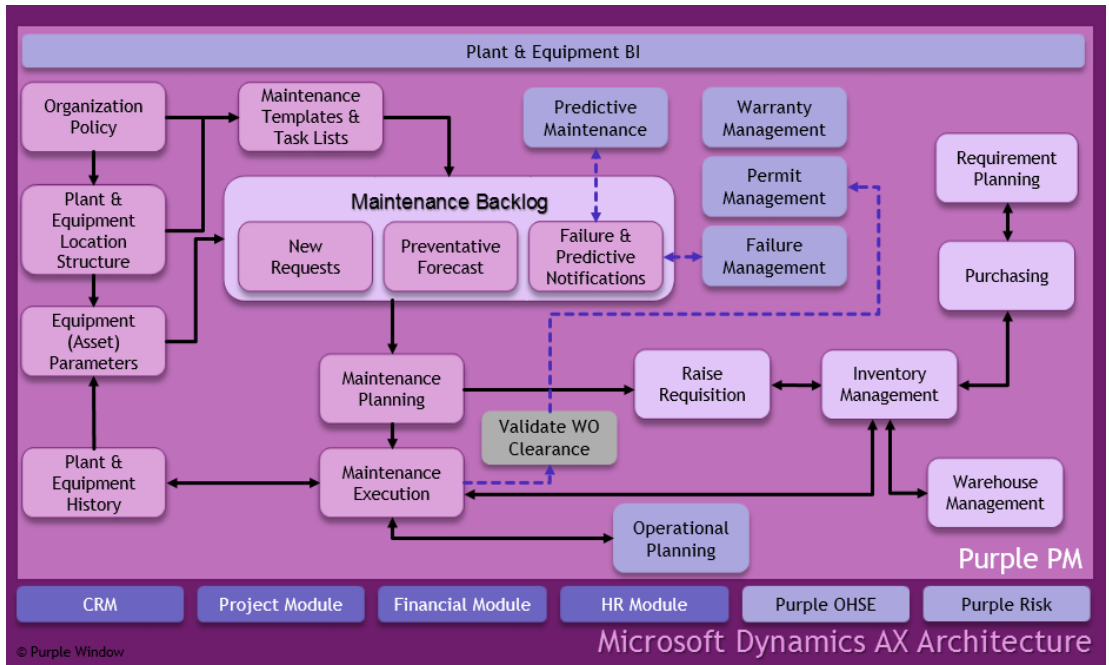 Plant & Equipment BI
Organization
Policy
Maintenance
Templates &
Task Lists
Predictive
Maintenance
Warranty
Management
Requirement
Planning
Plant &
Equipment
Location
Structure
Maintenance Backlog
New
Requests
Preventative
Forecast
Failure &
Predictive
Notifications
Permit
Management
Failure
Management
Purchasing
Equipment
(Asset)
Parameters
Maintenance
Planning
Raise
Requisition
Inventory
Management
Validate WO
Clearance
Plant &
Equipment
History
Maintenance
Execution
Warehouse
Management
Operational
Planning
Purple PM
CRM
Project Module
Financial Module
HR Module
Purple OHSE
Purple Risk
© Purple Window
Microsoft Dynamics AX Architecture